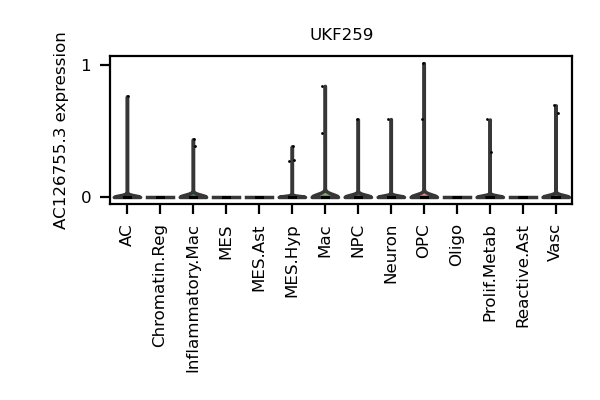 UKF259
AC126755.3 expression
1
0
AC
Chromatin.Reg
Inflammatory.Mac
MES
MES.Ast
MES.Hyp
Mac
NPC
Neuron
OPC
Oligo
Prolif.Metab
Reactive.Ast
Vasc